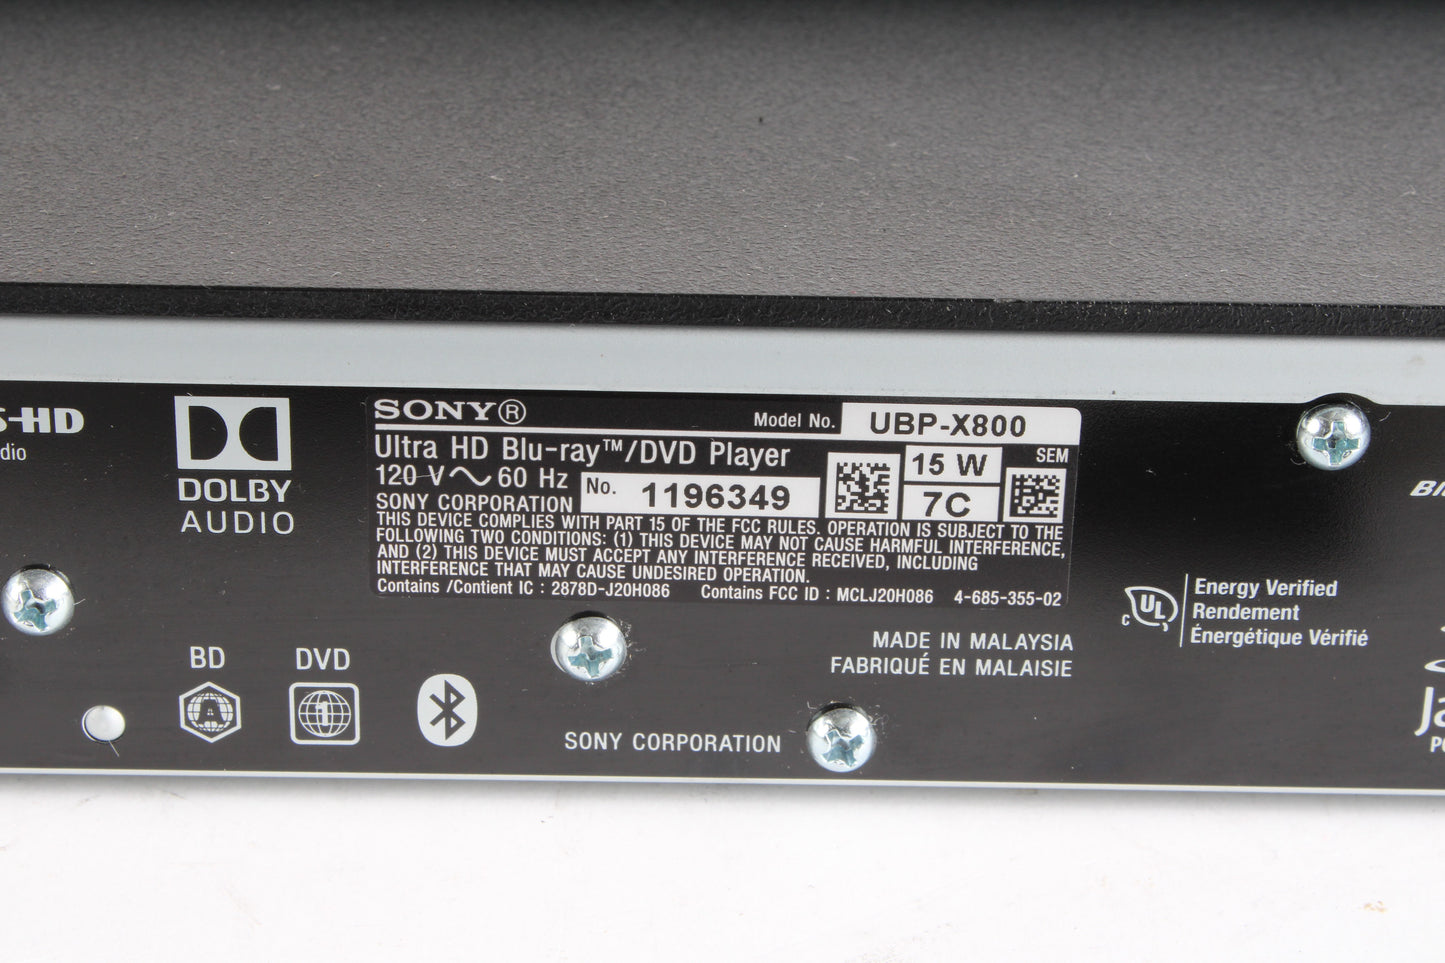 S-HD
dio
DOLBY
AUDIO
SONY®
Model No. UBP-X800
Ultra HD Blu-ray™/DVD Player
120 V～60 Hz
SONY CORPORATION
No. 1196349
15 W
7C
SEM
THIS DEVICE COMPLIES WITH PART 15 OF THE FCC RULES. OPERATION IS SUBJECT TO THE
FOLLOWING TWO CONDITIONS: (1) THIS DEVICE MAY NOT CAUSE HARMFUL INTERFERENCE,
AND (2) THIS DEVICE MUST ACCEPT ANY INTERFERENCE RECEIVED, INCLUDING
INTERFERENCE THAT MAY CAUSE UNDESIRED OPERATION.
Contains /Contient IC : 2878D-J20H086 Contains FCC ID : MCLJ20H086 4-685-355-02
MADE IN MALAYSIA
FABRIQUÉ EN MALAISIE
BD
A
DVD
1
SONY CORPORATION
c UL
Energy Verified
Rendement
Énergétique Vérifié
Ja